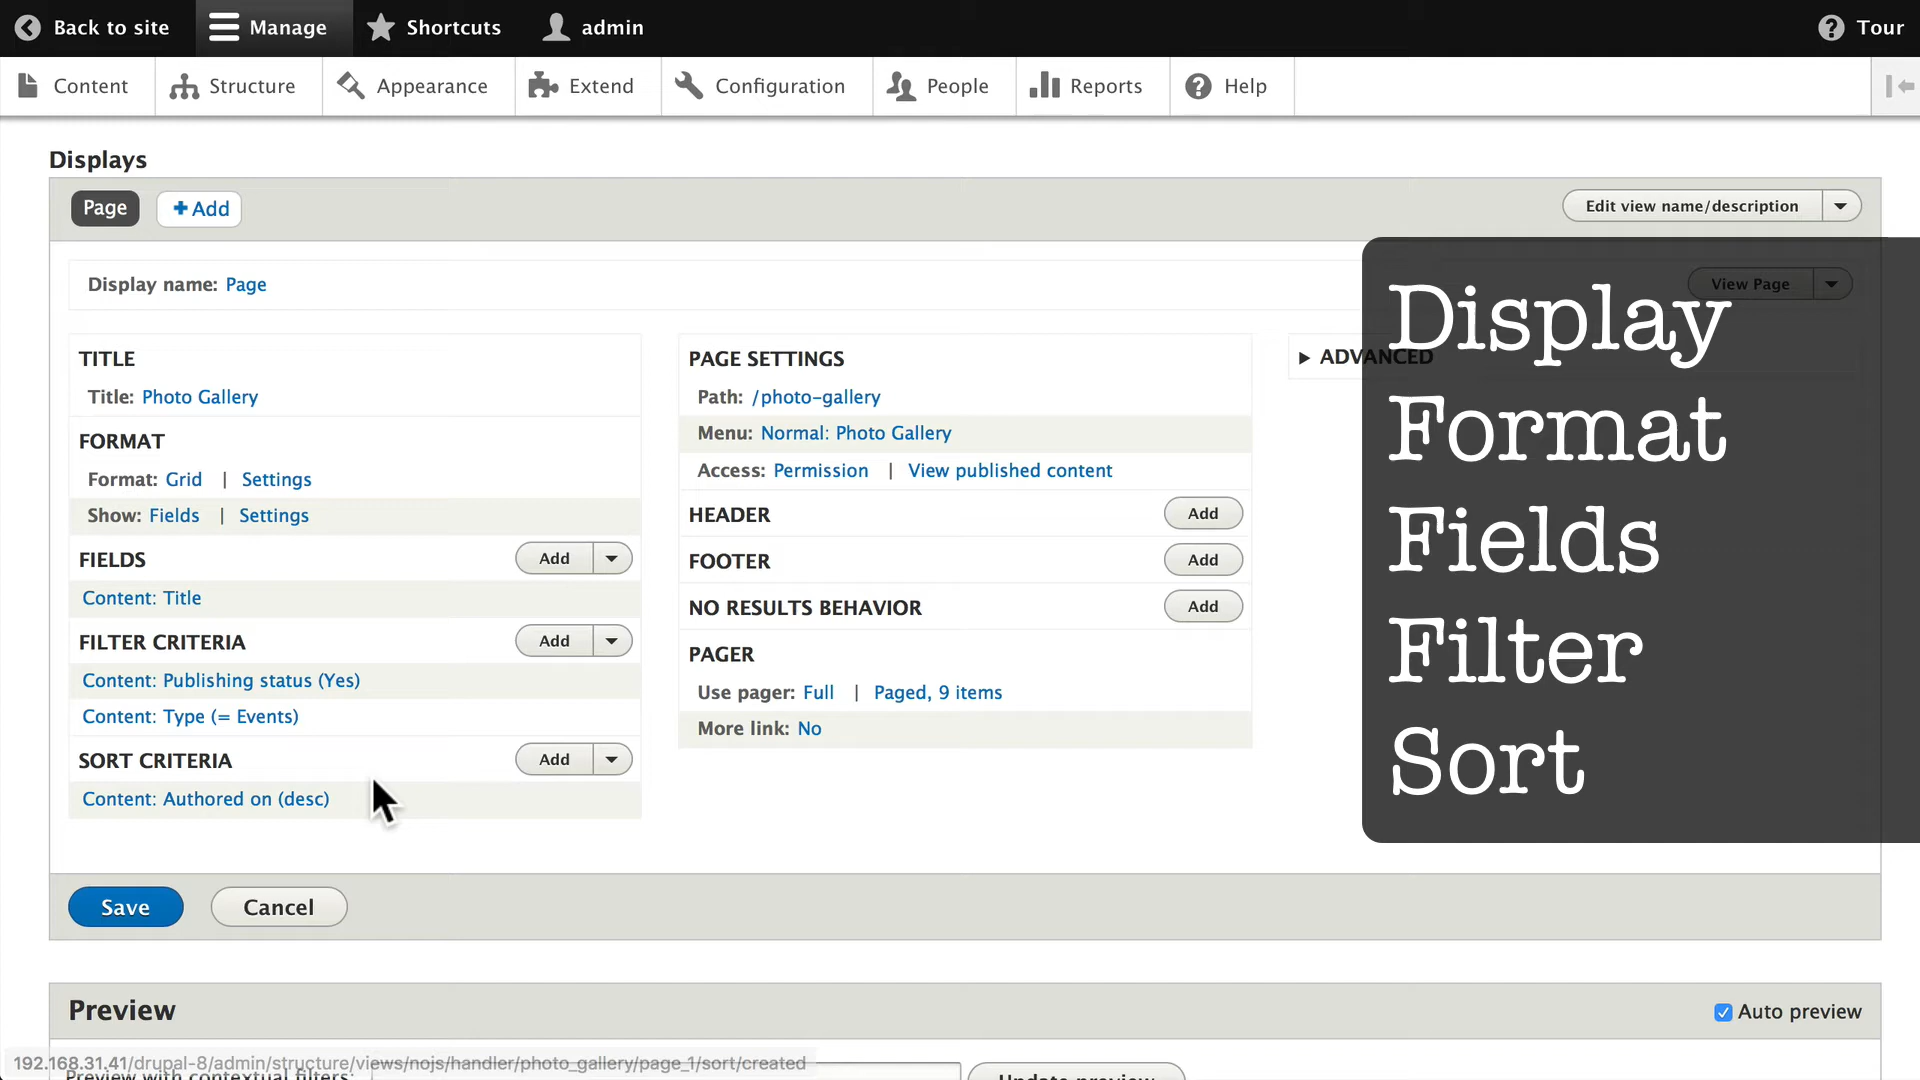 Back to site Manage Shortcuts admin Tour
Content Structure Appearance Extend Configuration People Reports Help
Displays
Page +Add Edit view name/description
Display name: Page View Page
TITLE
Title: Photo Gallery
FORMAT
Format: Grid | Settings
Show: Fields | Settings
FIELDS Add
Content: Title
FILTER CRITERIA Add
Content: Publishing status (Yes)
Content: Type (= Events)
SORT CRITERIA Add
Content: Authored on (desc)
PAGE SETTINGS
Path: /photo-gallery
Menu: Normal: Photo Gallery
Access: Permission | View published content
HEADER Add
FOOTER Add
NO RESULTS BEHAVIOR Add
PAGER
Use pager: Full | Paged, 9 items
More link: No
ADVANCED
Display
Format
Fields
Filter
Sort
Save Cancel
Preview Auto preview
192.168.31.41/drupal-8/admin/structure/views/nojs/handler/photo_gallery/page_1/sort/created
Preview with contextual filters: Update preview